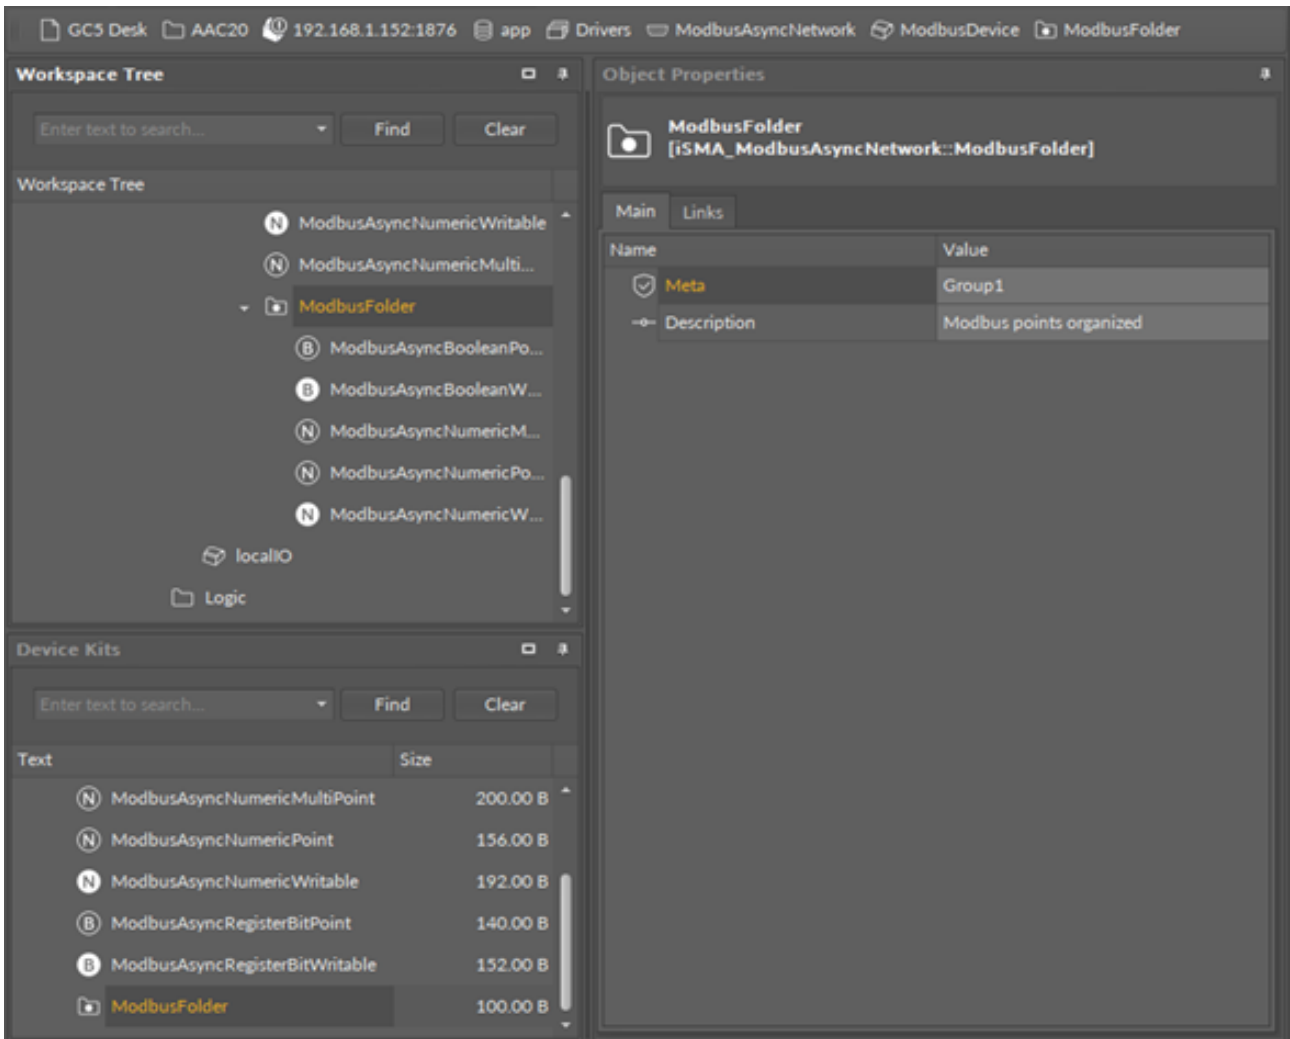 GC5 Desk AAC20 192.168.1.152:1876 app Drivers ModbusAsyncNetwork ModbusDevice ModbusFolder
Workspace Tree
Enter text to search...
Find
Clear
Workspace Tree
N ModbusAsyncNumericWritable
N ModbusAsyncNumericMulti...
ModbusFolder
B ModbusAsyncBooleanPo...
B ModbusAsyncBooleanW...
N ModbusAsyncNumericM...
N ModbusAsyncNumericPo...
N ModbusAsyncNumericW...
localIO
Logic
Device Kits
Enter text to search...
Find
Clear
Text Size
N ModbusAsyncNumericMultiPoint 200.00 B
N ModbusAsyncNumericPoint 156.00 B
N ModbusAsyncNumericWritable 192.00 B
B ModbusAsyncRegisterBitPoint 140.00 B
B ModbusAsyncRegisterBitWritable 152.00 B
ModbusFolder 100.00 B
Object Properties
ModbusFolder
[iSMA_ModbusAsyncNetwork::ModbusFolder]
Main Links
Name Value
Meta Group1
Description Modbus points organized